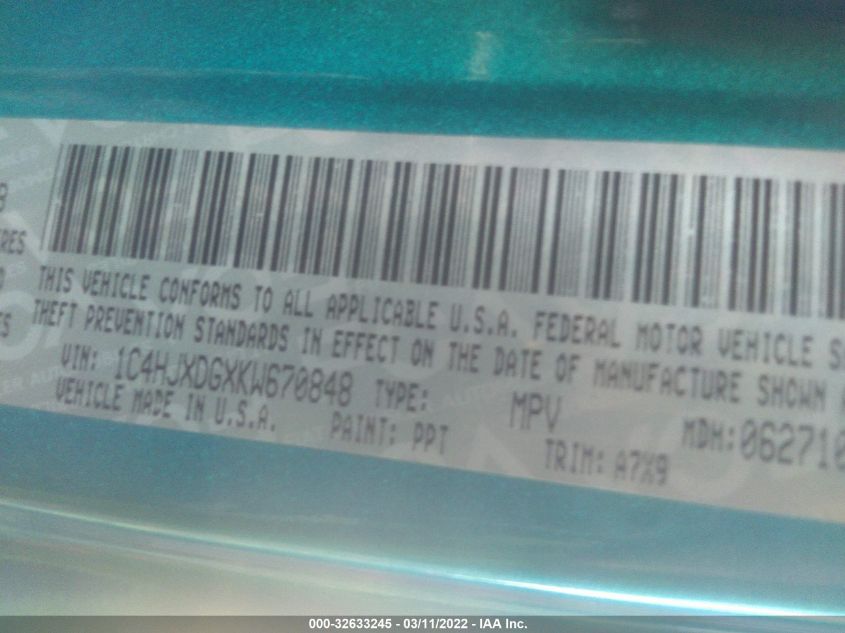 THIS VEHICLE CONFORMS TO ALL APPLICABLE U.S.A. FEDERAL MOTOR VEHICLE S
THEFT PREVENTION STANDARDS IN EFFECT ON THE DATE OF MANUFACTURE SHOWN
VIN: 1C4HJXDGXKW670848 TYPE: MPV MDH: 062710
VEHICLE MADE IN U.S.A. PAINT: PPT TRIM: A7X9
000-32633245 - 03/11/2022 - IAA Inc.